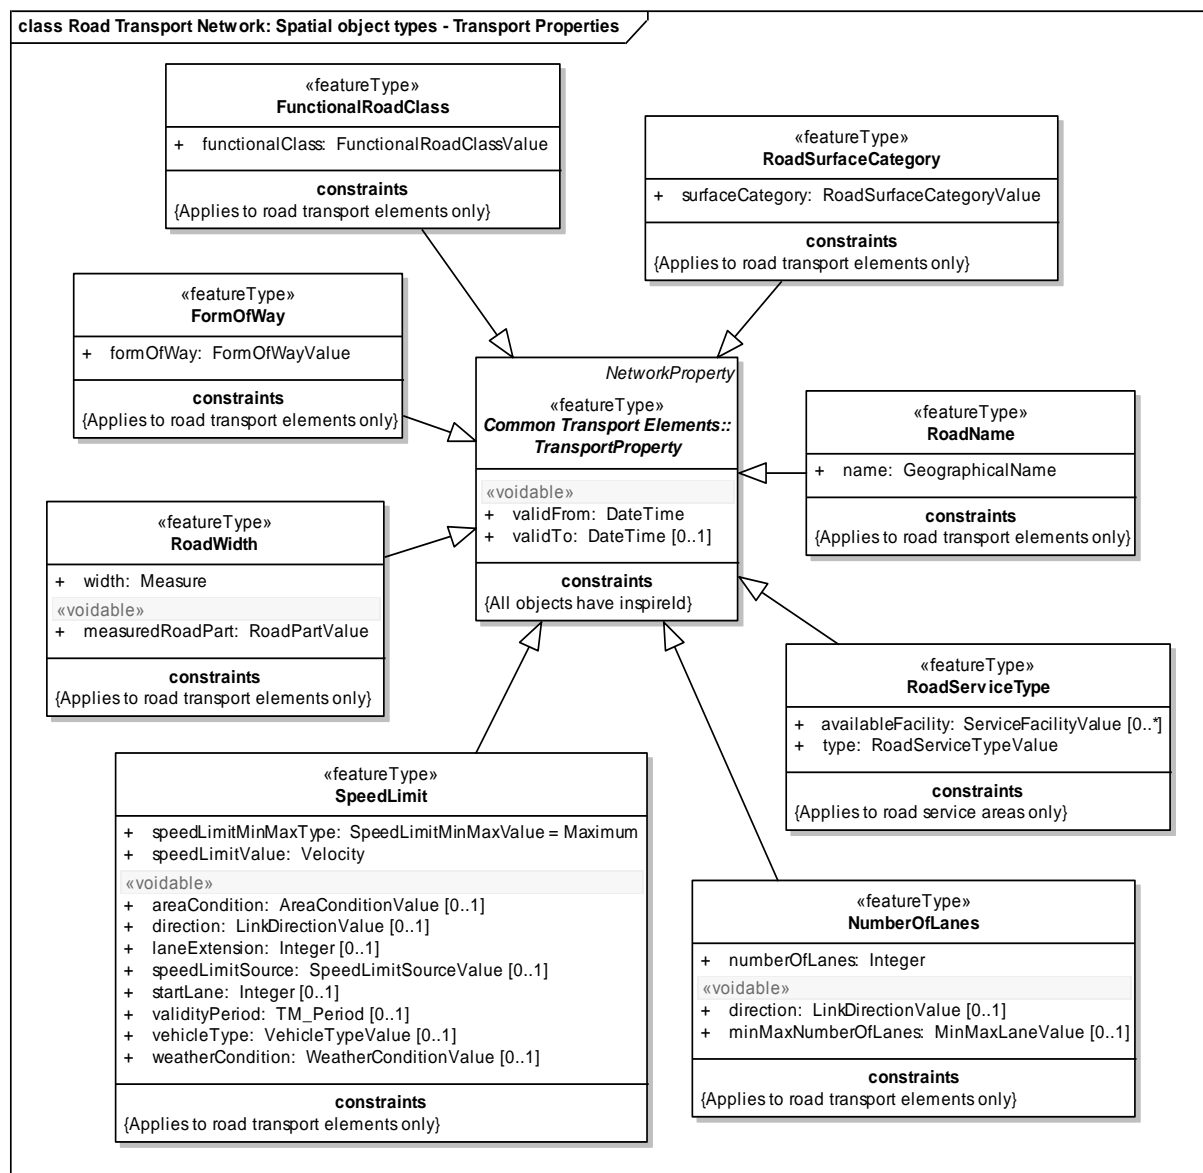 class Road Transport Network: Spatial object types - Transport Properties
«featureType»
FunctionalRoadClass
+ functionalClass: FunctionalRoadClassValue
constraints
{Applies to road transport elements only}
«featureType»
RoadSurfaceCategory
+ surfaceCategory: RoadSurfaceCategoryValue
constraints
{Applies to road transport elements only}
«featureType»
FormOfWay
+ formOfWay: FormOfWayValue
constraints
{Applies to road transport elements only}
NetworkProperty
«featureType»
Common Transport Elements::
TransportProperty
«voidable»
+ validFrom: DateTime
+ validTo: DateTime [0..1]
constraints
{All objects have inspireId}
«featureType»
RoadName
+ name: GeographicalName
constraints
{Applies to road transport elements only}
«featureType»
RoadWidth
+ width: Measure
«voidable»
+ measuredRoadPart: RoadPartValue
constraints
{Applies to road transport elements only}
«featureType»
RoadServiceType
+ availableFacility: ServiceFacilityValue [0..*]
+ type: RoadServiceTypeValue
constraints
{Applies to road service areas only}
«featureType»
SpeedLimit
+ speedLimitMinMaxType: SpeedLimitMinMaxValue = Maximum
+ speedLimitValue: Velocity
«voidable»
+ areaCondition: AreaConditionValue [0..1]
+ direction: LinkDirectionValue [0..1]
+ laneExtension: Integer [0..1]
+ speedLimitSource: SpeedLimitSourceValue [0..1]
+ startLane: Integer [0..1]
+ validityPeriod: TM_Period [0..1]
+ vehicleType: VehicleTypeValue [0..1]
+ weatherCondition: WeatherConditionValue [0..1]
constraints
{Applies to road transport elements only}
«featureType»
NumberOfLanes
+ numberOfLanes: Integer
«voidable»
+ direction: LinkDirectionValue [0..1]
+ minMaxNumberOfLanes: MinMaxLaneValue [0..1]
constraints
{Applies to road transport elements only}